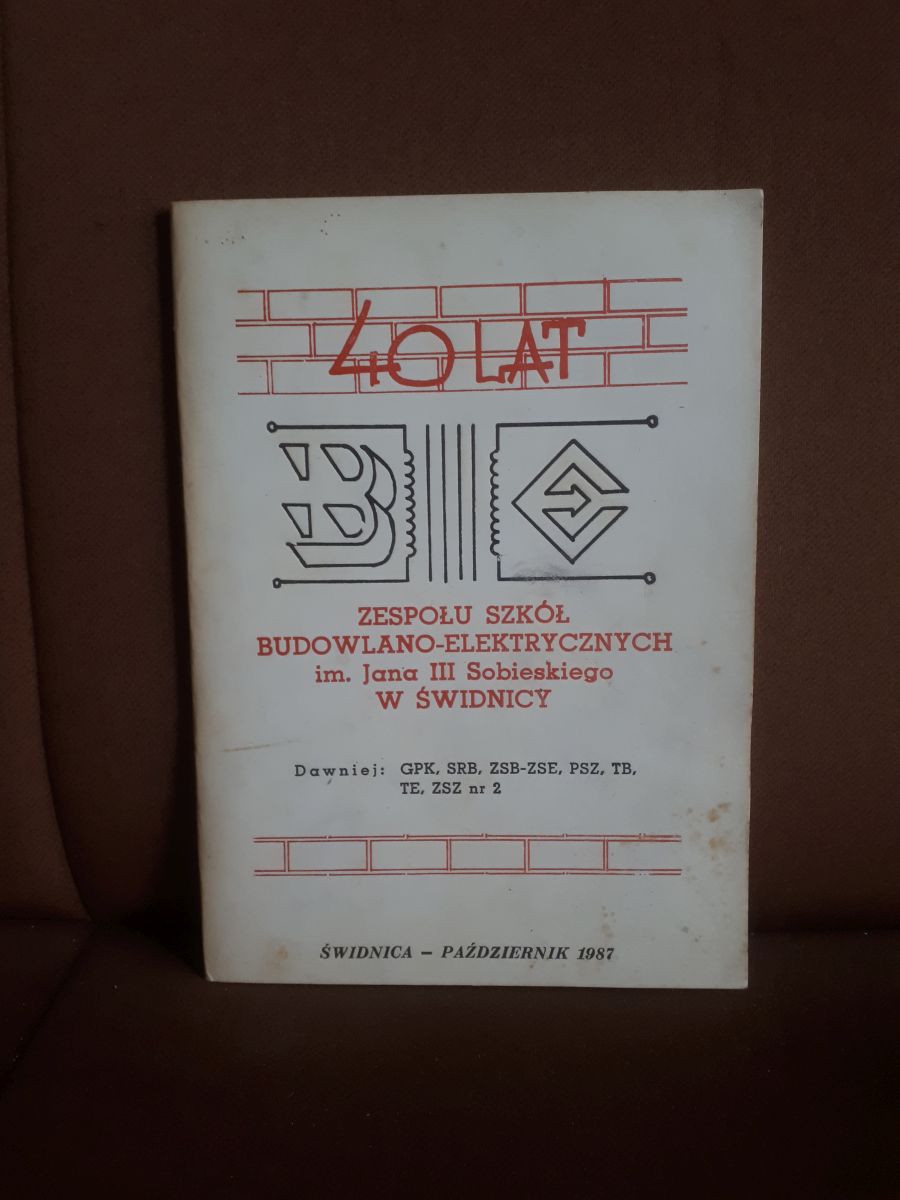 40 LAT
B E
ZESPOŁU SZKÓŁ
BUDOWLANO-ELEKTRYCZNYCH
im. Jana III Sobieskiego
W ŚWIDNICY
Dawniej: GPK, SRB, ZSB-ZSE, PSZ, TB,
TE, ZSZ nr 2
ŚWIDNICA – PAŹDZIERNIK 1987